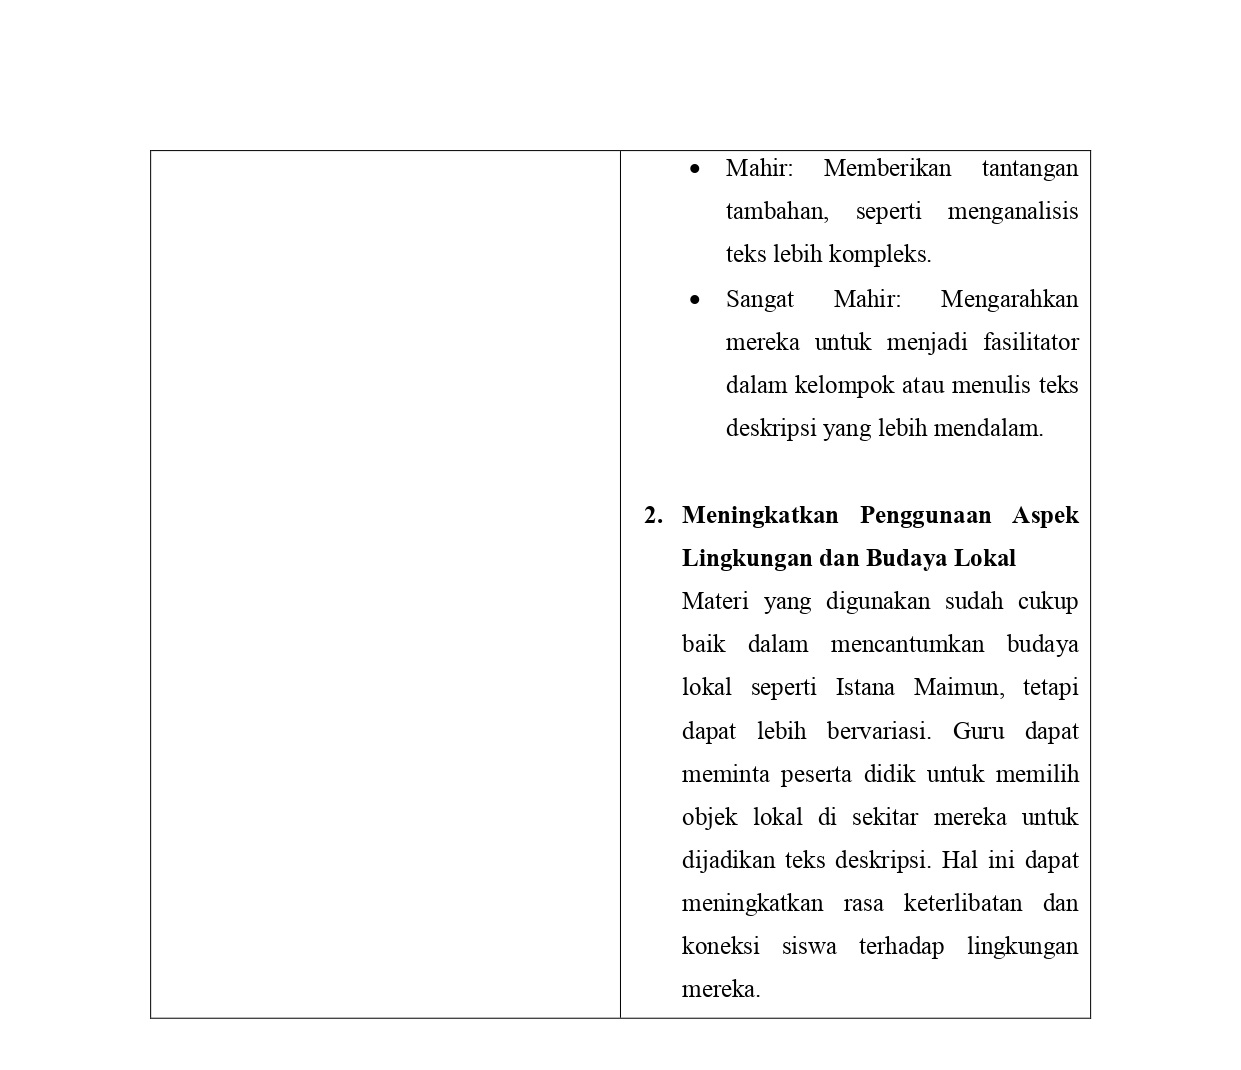 • Mahir: Memberikan tantangan
tambahan, seperti menganalisis
teks lebih kompleks.
• Sangat Mahir: Mengarahkan
mereka untuk menjadi fasilitator
dalam kelompok atau menulis teks
deskripsi yang lebih mendalam.
2. Meningkatkan Penggunaan Aspek
Lingkungan dan Budaya Lokal
Materi yang digunakan sudah cukup
baik dalam mencantumkan budaya
lokal seperti Istana Maimun, tetapi
dapat lebih bervariasi. Guru dapat
meminta peserta didik untuk memilih
objek lokal di sekitar mereka untuk
dijadikan teks deskripsi. Hal ini dapat
meningkatkan rasa keterlibatan dan
koneksi siswa terhadap lingkungan
mereka.